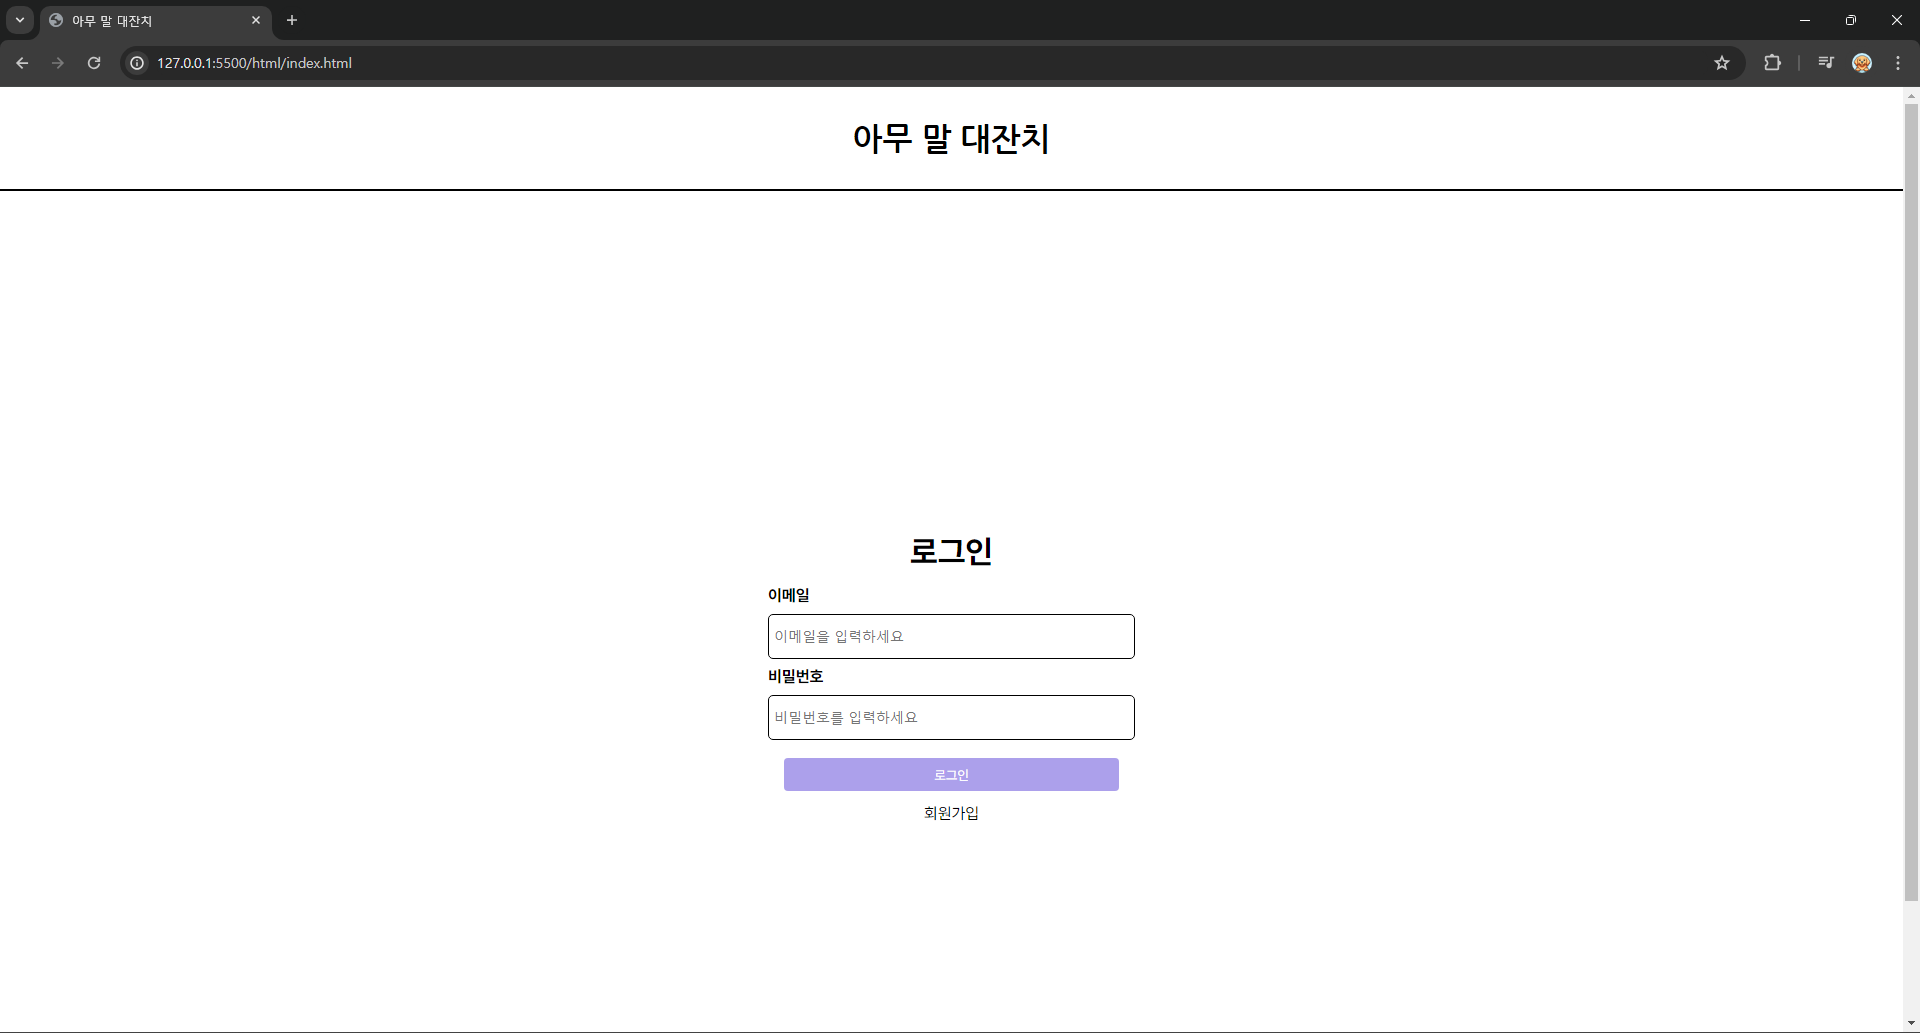 아무 말 대잔치
127.0.0.1:5500/html/index.html
아무 말 대잔치
로그인
이메일
이메일을 입력하세요
비밀번호
비밀번호를 입력하세요
로그인
회원가입